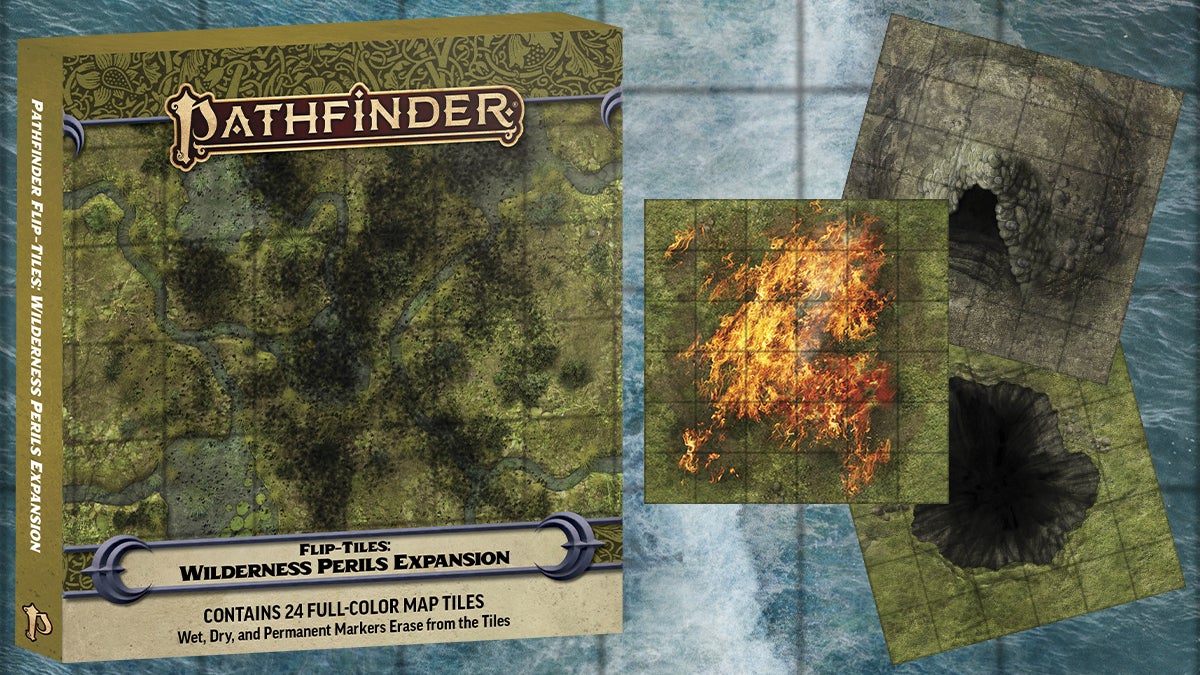 PATHFINDER FLIP-TILES: WILDERNESS PERILS EXPANSION
PATHFINDER®
FLIP-TILES:
WILDERNESS PERILS EXPANSION
CONTAINS 24 FULL-COLOR MAP TILES
Wet, Dry, and Permanent Markers Erase from the Tiles
P